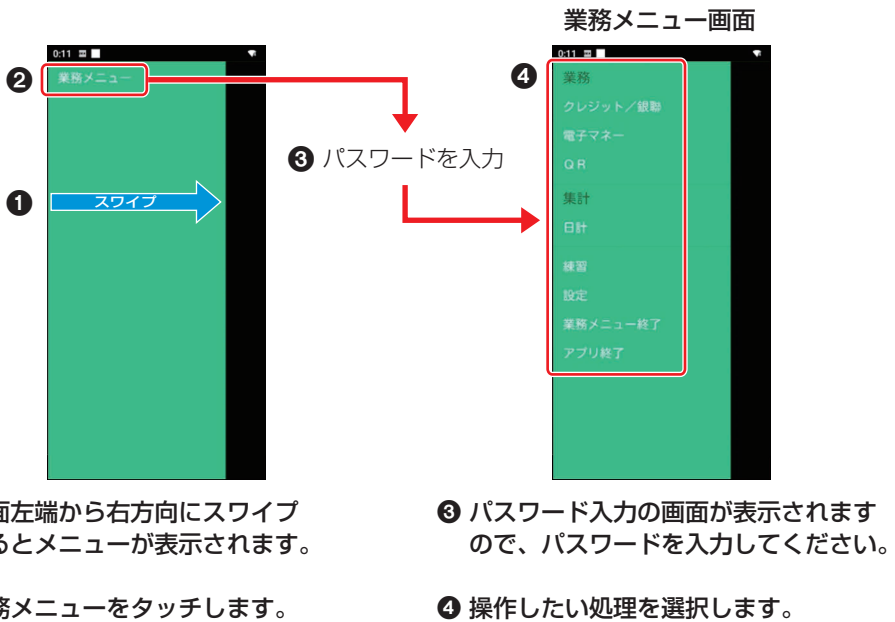 業務メニュー画面
0:11
❷
業務メニュー
❶
スワイプ
❸ パスワードを入力
0:11
❹
業務
クレジット／銀聯
電子マネー
ＱＲ
集計
日計
練習
設定
業務メニュー終了
アプリ終了
面左端から右方向にスワイプ
るとメニューが表示されます。
務メニューをタッチします。
❸ パスワード入力の画面が表示されます
ので、パスワードを入力してください。
❹ 操作したい処理を選択します。